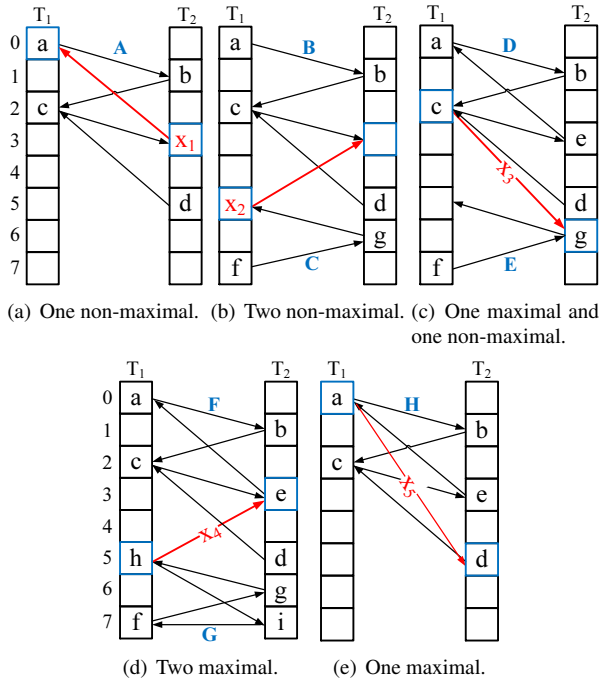 T1 T2 T1 T2 T1 T2
0 a A a B a D
1 b b b
2 c c c
3 x1 e
x3
4
5 d x2 d d
6 g g
7 f C f E
(a) One non-maximal. (b) Two non-maximal. (c) One maximal and
one non-maximal.
T1 T2 T1 T2
0 a F a H
1 b b
2 c c
3 e e
x4 x5
4
5 h d d
6 g
7 f G i
(d) Two maximal. (e) One maximal.